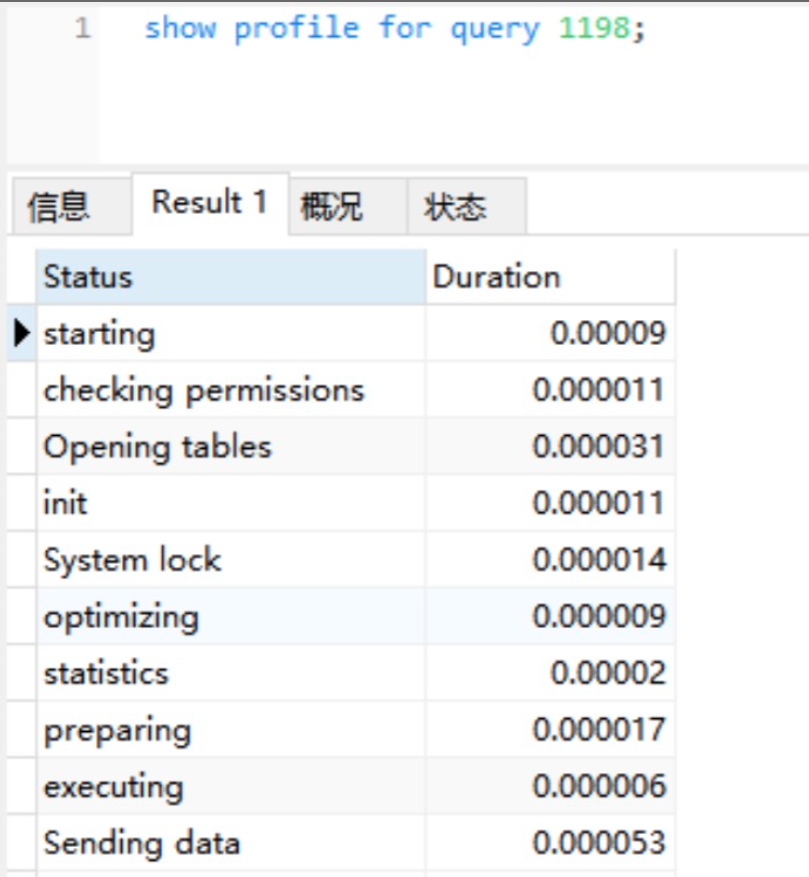 1 show profile for query 1198;
信息 Result 1 概况 状态
Status Duration
starting 0.00009
checking permissions 0.000011
Opening tables 0.000031
init 0.000011
System lock 0.000014
optimizing 0.000009
statistics 0.00002
preparing 0.000017
executing 0.000006
Sending data 0.000053